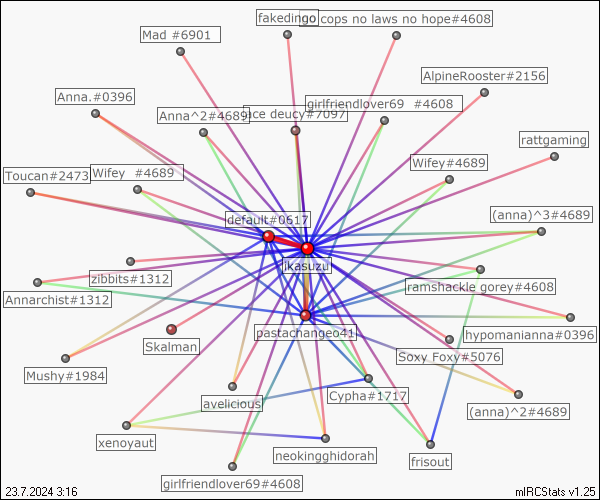 fakedingo
no cops no laws no hope#4608
Mad #6901
AlpineRooster#2156
Anna.#0396
Anna^2#4689
ace deucy#7097
girlfriendlover69 #4608
rattgaming
Toucan#2473
Wifey #4689
Wifey#4689
default#0617
(anna)^3#4689
jkasuzu
zibbits#1312
ramshackle gorey#4608
Annarchist#1312
pastachange41
hypomanianna#0396
Skalman
Soxy Foxy#5076
Mushy#1984
avelicious
Cypha#1717
(anna)^2#4689
xenoyaut
neokingghidorah
frisout
girlfriendlover69#4608
23.7.2024 3:16
mIRCStats v1.25